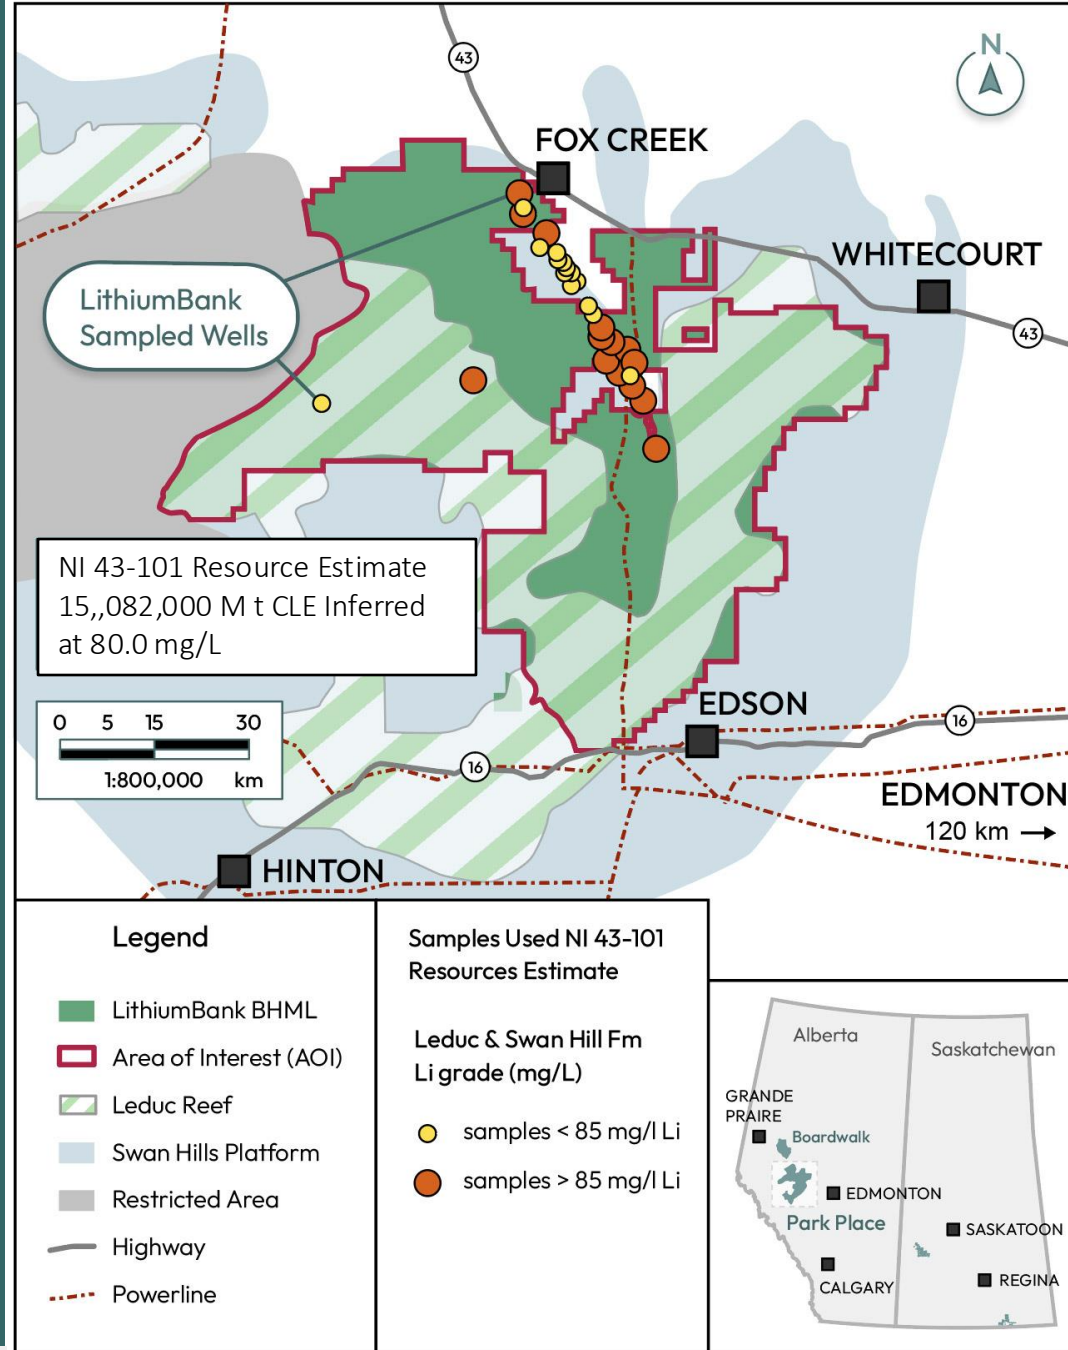 43
N
FOX CREEK
WHITECOURT
LithiumBank
Sampled Wells
43
NI 43-101 Resource Estimate
15,,082,000 M t CLE Inferred
at 80.0 mg/L
0 5 15 30
1:800,000 km
EDSON
16
16
EDMONTON
120 km →
HINTON
Legend
LithiumBank BHML
Area of Interest (AOI)
Leduc Reef
Swan Hills Platform
Restricted Area
Highway
Powerline
Samples Used NI 43-101
Resources Estimate
Leduc & Swan Hill Fm
Li grade (mg/L)
samples < 85 mg/l Li
samples > 85 mg/l Li
Alberta
Saskatchewan
GRANDE
PRAIRE
Boardwalk
EDMONTON
Park Place
SASKATOON
CALGARY
REGINA